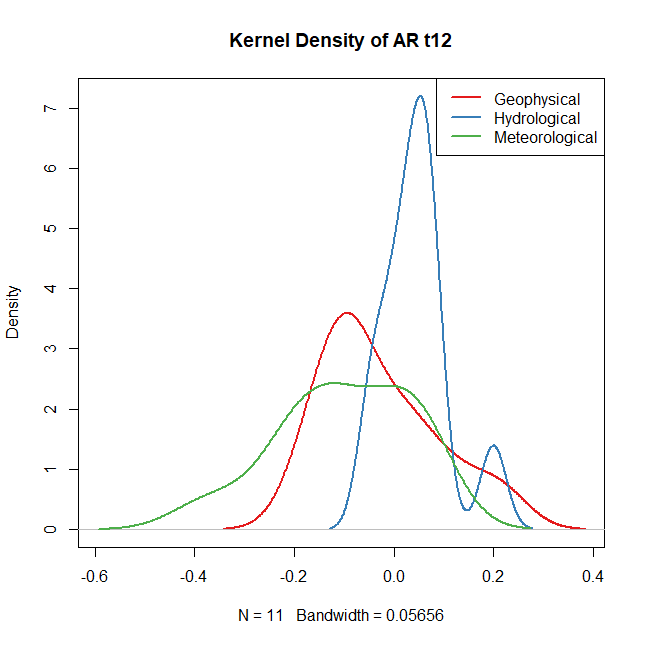 Kernel Density of AR t12
Geophysical
Hydrological
Meteorological
Density
7
6
5
4
3
2
1
0
-0.6 -0.4 -0.2 0.0 0.2 0.4
N = 11 Bandwidth = 0.05656